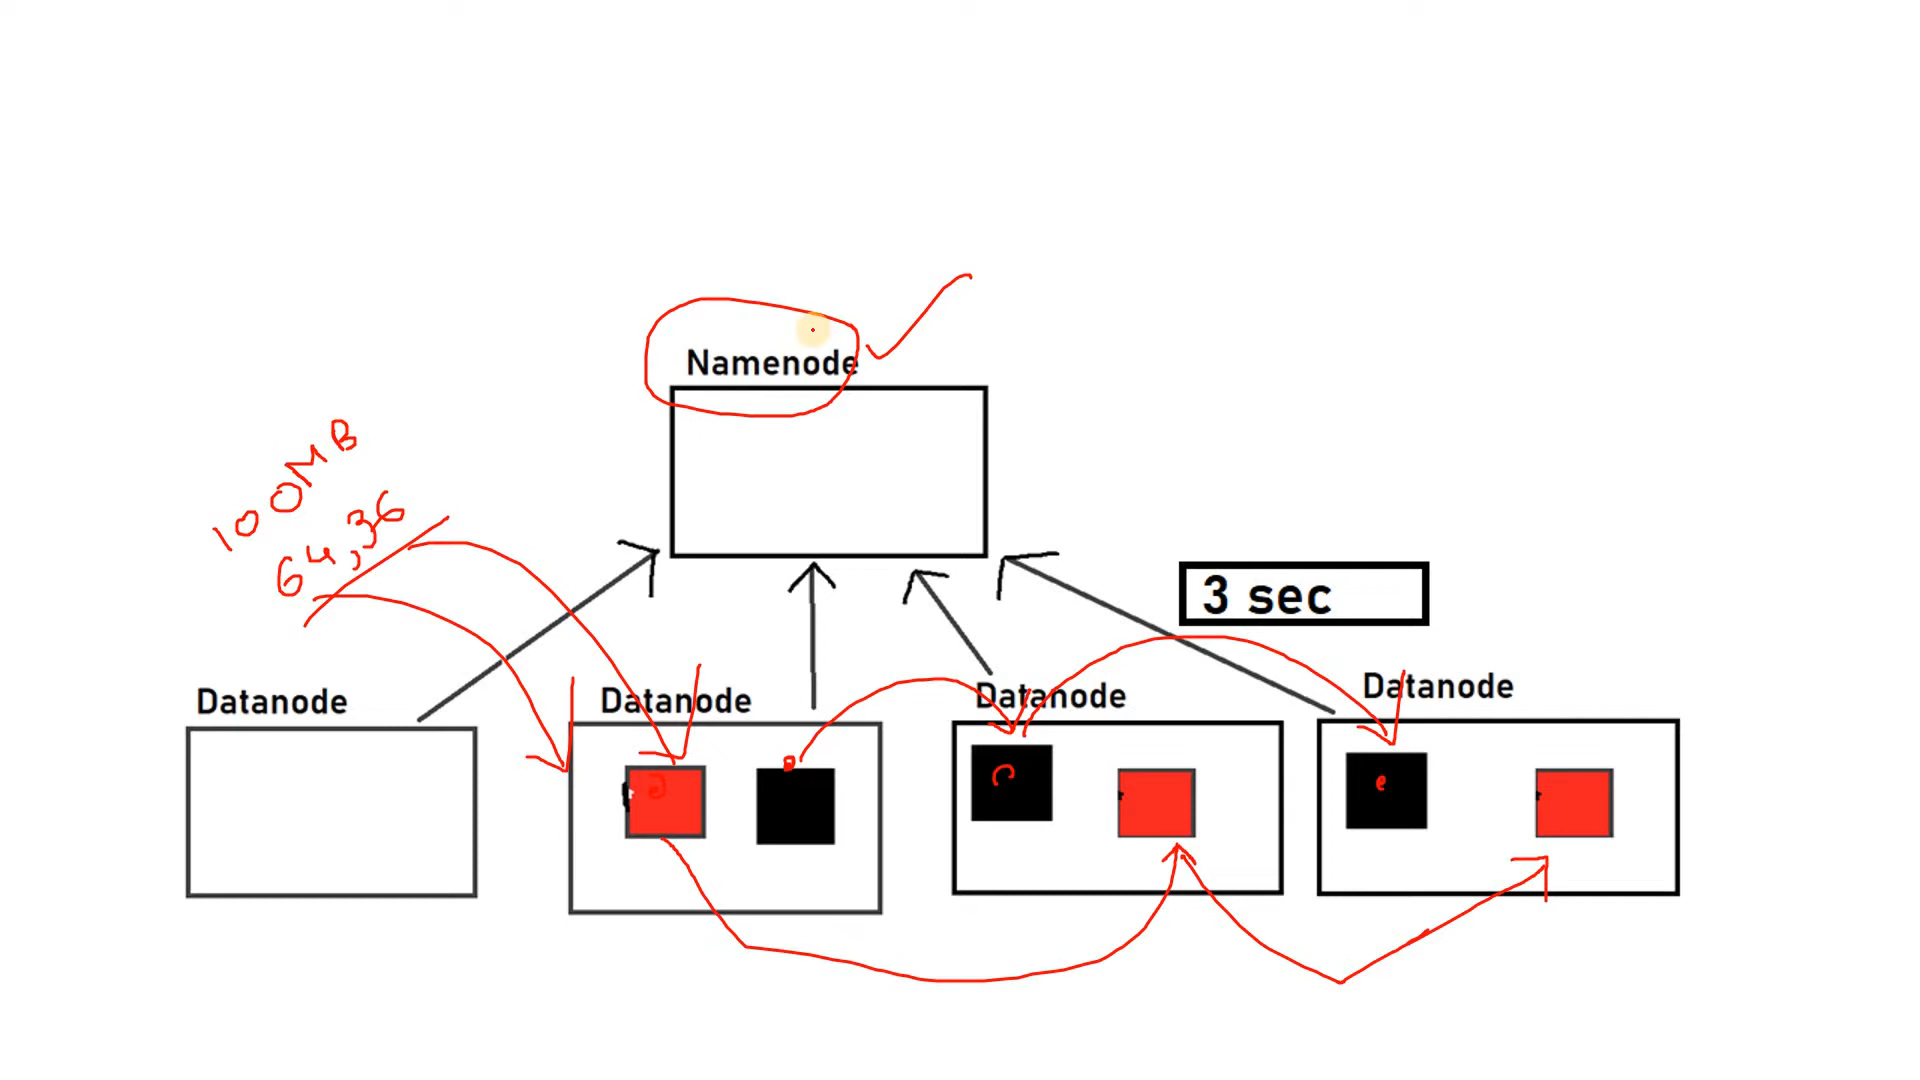 Namenode
100MB
64,36
3 sec
Datanode
Datanode
Datanode
Datanode